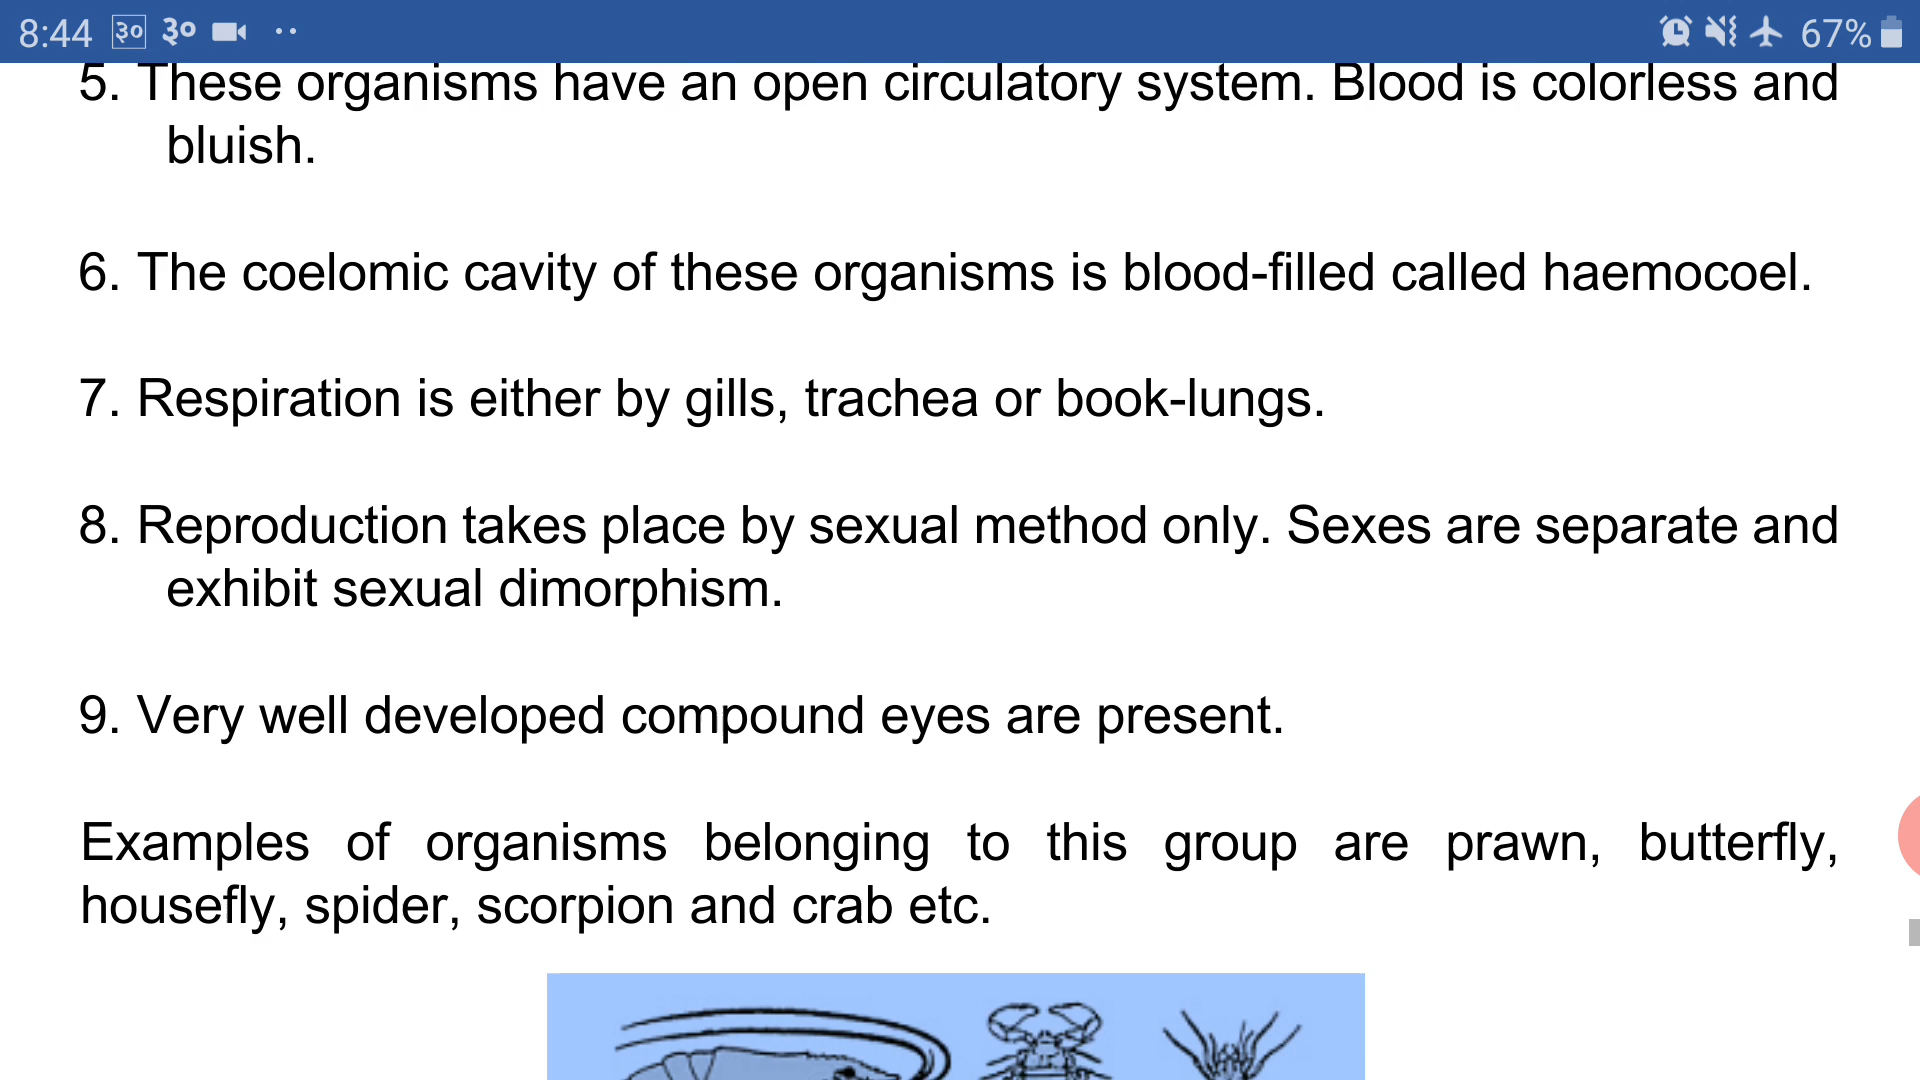 8:44 ३० ३० 67%
5. These organisms have an open circulatory system. Blood is colorless and
bluish.
6. The coelomic cavity of these organisms is blood-filled called haemocoel.
7. Respiration is either by gills, trachea or book-lungs.
8. Reproduction takes place by sexual method only. Sexes are separate and
exhibit sexual dimorphism.
9. Very well developed compound eyes are present.
Examples of organisms belonging to this group are prawn, butterfly,
housefly, spider, scorpion and crab etc.